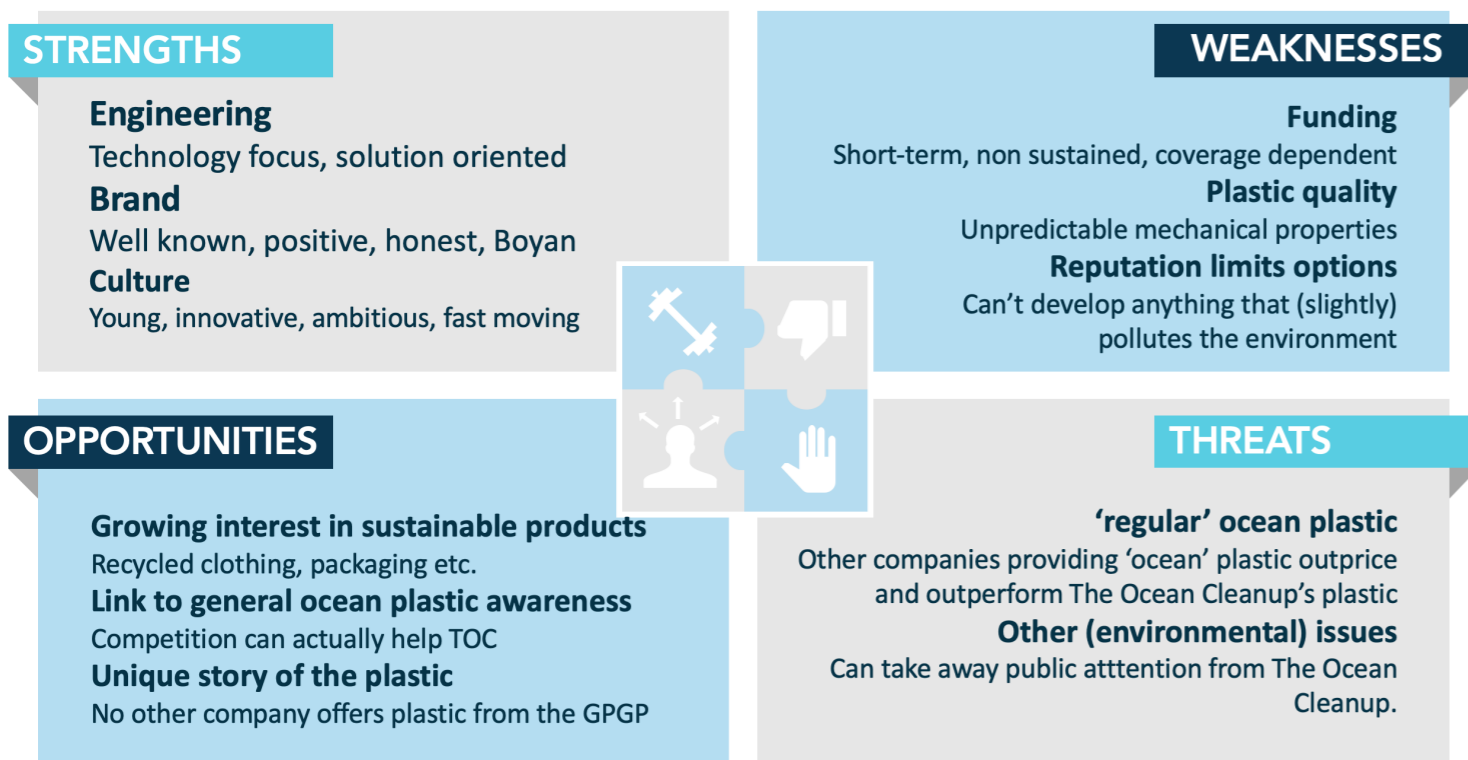 STRENGTHS
Engineering
Technology focus, solution oriented
Brand
Well known, positive, honest, Boyan
Culture
Young, innovative, ambitious, fast moving
WEAKNESSES
Funding
Short-term, non sustained, coverage dependent
Plastic quality
Unpredictable mechanical properties
Reputation limits options
Can’t develop anything that (slightly)
pollutes the environment
OPPORTUNITIES
Growing interest in sustainable products
Recycled clothing, packaging etc.
Link to general ocean plastic awareness
Competition can actually help TOC
Unique story of the plastic
No other company offers plastic from the GPGP
THREATS
‘regular’ ocean plastic
Other companies providing ‘ocean’ plastic outprice
and outperform The Ocean Cleanup’s plastic
Other (environmental) issues
Can take away public atttention from The Ocean
Cleanup.